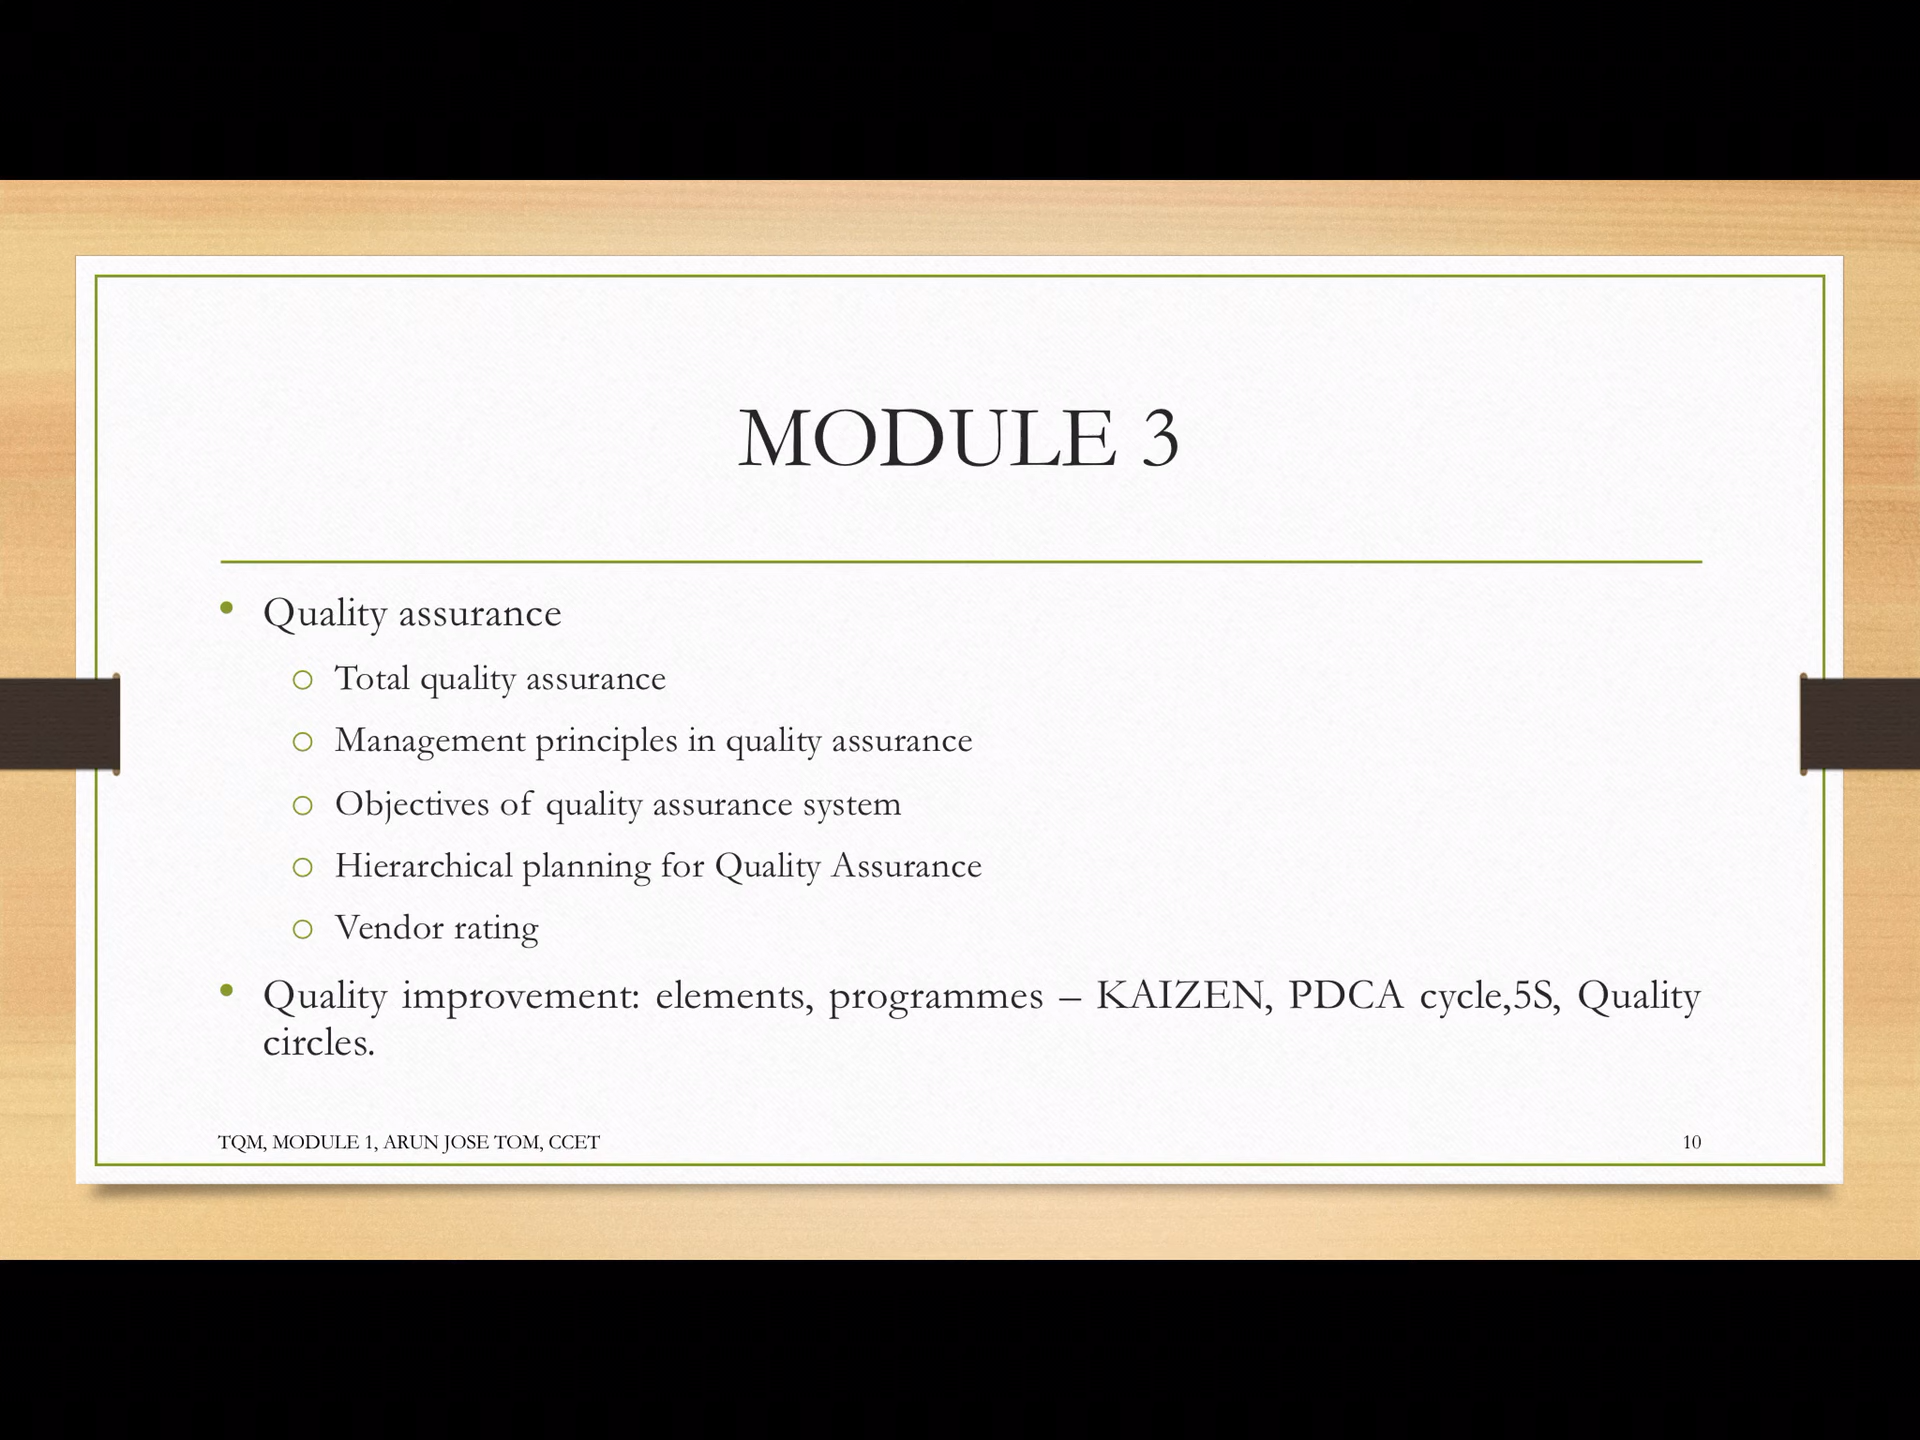 MODULE 3
• Quality assurance
o Total quality assurance
o Management principles in quality assurance
o Objectives of quality assurance system
o Hierarchical planning for Quality Assurance
o Vendor rating
• Quality improvement: elements, programmes – KAIZEN, PDCA cycle,5S, Quality
circles.
TQM, MODULE 1, ARUN JOSE TOM, CCET
10